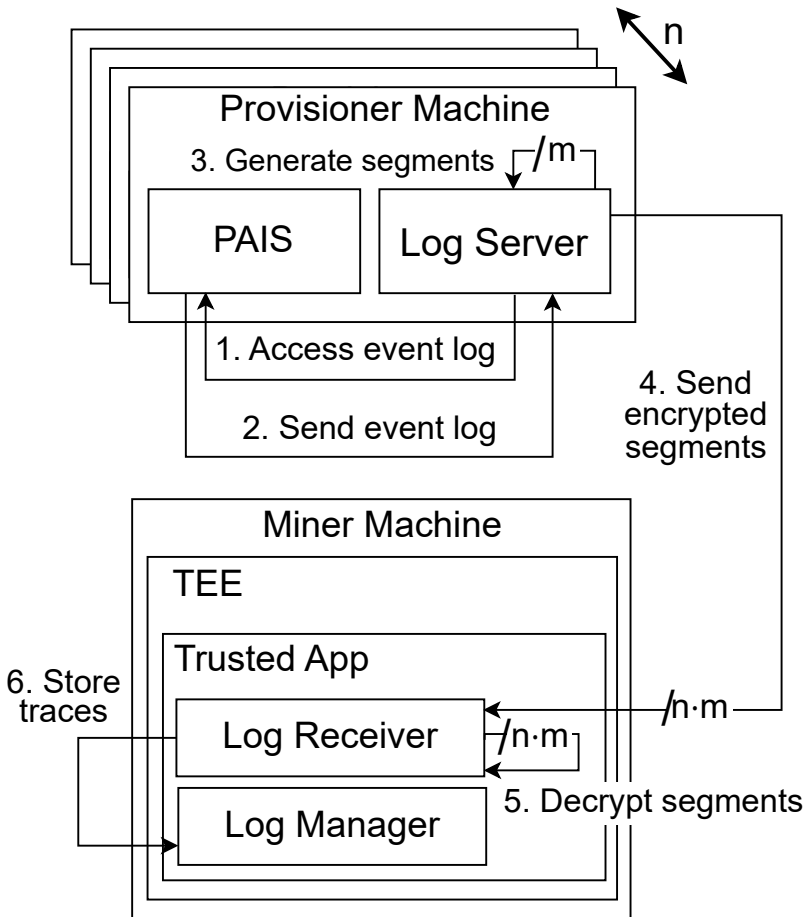 n
Provisioner Machine
3. Generate segments
/m
PAIS
Log Server
1. Access event log
2. Send event log
4. Send
encrypted
segments
Miner Machine
TEE
Trusted App
6. Store
traces
Log Receiver
/n·m
/n·m
5. Decrypt segments
Log Manager